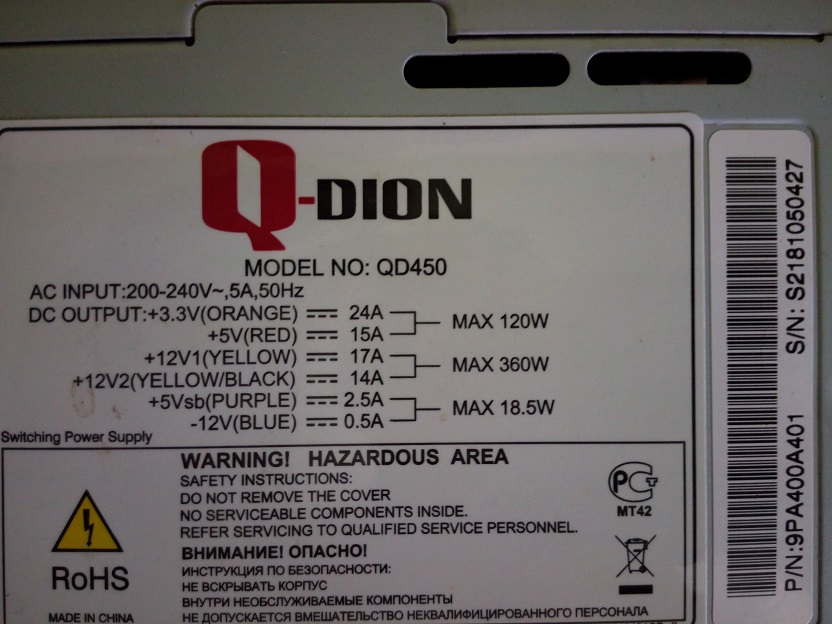 Q-DION
MODEL NO: QD450
AC INPUT:200-240V~,5A,50Hz
DC OUTPUT:+3.3V(ORANGE) 24A
+5V(RED) 15A
MAX 120W
+12V1(YELLOW) 17A
+12V2(YELLOW/BLACK) 14A
MAX 360W
+5Vsb(PURPLE) 2.5A
-12V(BLUE) 0.5A
MAX 18.5W
Switching Power Supply
WARNING! HAZARDOUS AREA
SAFETY INSTRUCTIONS:
DO NOT REMOVE THE COVER
NO SERVICEABLE COMPONENTS INSIDE.
REFER SERVICING TO QUALIFIED SERVICE PERSONNEL.
ВНИМАНИЕ! ОПАСНО!
ИНСТРУКЦИЯ ПО БЕЗОПАСНОСТИ:
НЕ ВСКРЫВАТЬ КОРПУС
ВНУТРИ НЕОБСЛУЖИВАЕМЫЕ КОМПОНЕНТЫ
НЕ ДОПУСКАЕТСЯ ВМЕШАТЕЛЬСТВО НЕКВАЛИФИЦИРОВАННОГО ПЕРСОНАЛА
RoHS
MADE IN CHINA
РСТ
МТ42
S/N: S2181050427
P/N:9PA400A401